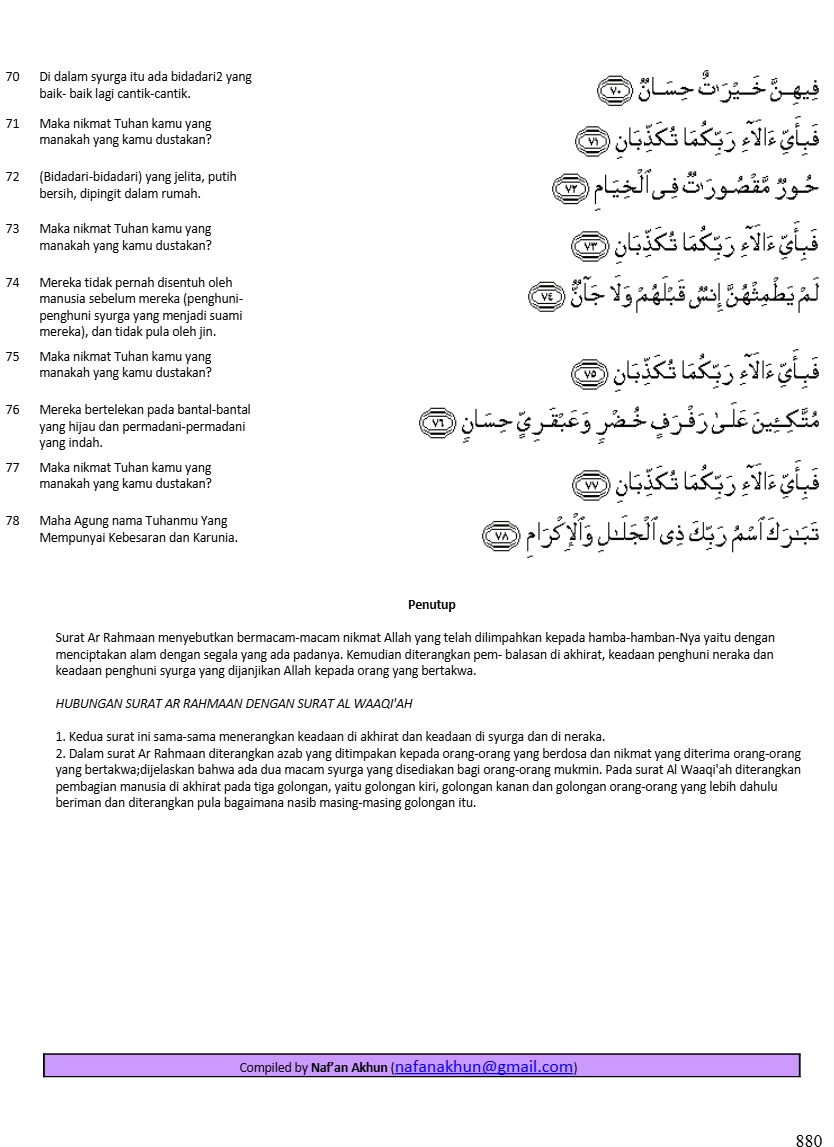 70 Di dalam syurga itu ada bidadari2 yang
baik- baik lagi cantik-cantik.
فِيهِنَّ خَيْرَٰتٌ حِسَانٌ ٧٠
71 Maka nikmat Tuhan kamu yang
manakah yang kamu dustakan?
فَبِأَىِّ ءَالَآءِ رَبِّكُمَا تُكَذِّبَانِ ٧١
72 (Bidadari-bidadari) yang jelita, putih
bersih, dipingit dalam rumah.
حُورٌ مَّقْصُورَٰتٌ فِى ٱلْخِيَامِ ٧٢
73 Maka nikmat Tuhan kamu yang
manakah yang kamu dustakan?
فَبِأَىِّ ءَالَآءِ رَبِّكُمَا تُكَذِّبَانِ ٧٣
74 Mereka tidak pernah disentuh oleh
manusia sebelum mereka (penghuni-
penghuni syurga yang menjadi suami
mereka), dan tidak pula oleh jin.
لَمْ يَطْمِثْهُنَّ إِنسٌ قَبْلَهُمْ وَلَا جَآنٌّ ٧٤
75 Maka nikmat Tuhan kamu yang
manakah yang kamu dustakan?
فَبِأَىِّ ءَالَآءِ رَبِّكُمَا تُكَذِّبَانِ ٧٥
76 Mereka bertelekan pada bantal-bantal
yang hijau dan permadani-permadani
yang indah.
مُتَّكِـِٔينَ عَلَىٰ رَفْرَفٍ خُضْرٍ وَعَبْقَرِىٍّ حِسَانٍ ٧٦
77 Maka nikmat Tuhan kamu yang
manakah yang kamu dustakan?
فَبِأَىِّ ءَالَآءِ رَبِّكُمَا تُكَذِّبَانِ ٧٧
78 Maha Agung nama Tuhanmu Yang
Mempunyai Kebesaran dan Karunia.
تَبَٰرَكَ ٱسْمُ رَبِّكَ ذِى ٱلْجَلَٰلِ وَٱلْإِكْرَامِ ٧٨
Penutup
Surat Ar Rahmaan menyebutkan bermacam-macam nikmat Allah yang telah dilimpahkan kepada hamba-hamban-Nya yaitu dengan
menciptakan alam dengan segala yang ada padanya. Kemudian diterangkan pem- balasan di akhirat, keadaan penghuni neraka dan
keadaan penghuni syurga yang dijanjikan Allah kepada orang yang bertakwa.
HUBUNGAN SURAT AR RAHMAAN DENGAN SURAT AL WAAQI'AH
1. Kedua surat ini sama-sama menerangkan keadaan di akhirat dan keadaan di syurga dan di neraka.
2. Dalam surat Ar Rahmaan diterangkan azab yang ditimpakan kepada orang-orang yang berdosa dan nikmat yang diterima orang-orang
yang bertakwa;dijelaskan bahwa ada dua macam syurga yang disediakan bagi orang-orang mukmin. Pada surat Al Waaqi'ah diterangkan
pembagian manusia di akhirat pada tiga golongan, yaitu golongan kiri, golongan kanan dan golongan orang-orang yang lebih dahulu
beriman dan diterangkan pula bagaimana nasib masing-masing golongan itu.
Compiled by Naf’an Akhun (nafanakhun@gmail.com)
880